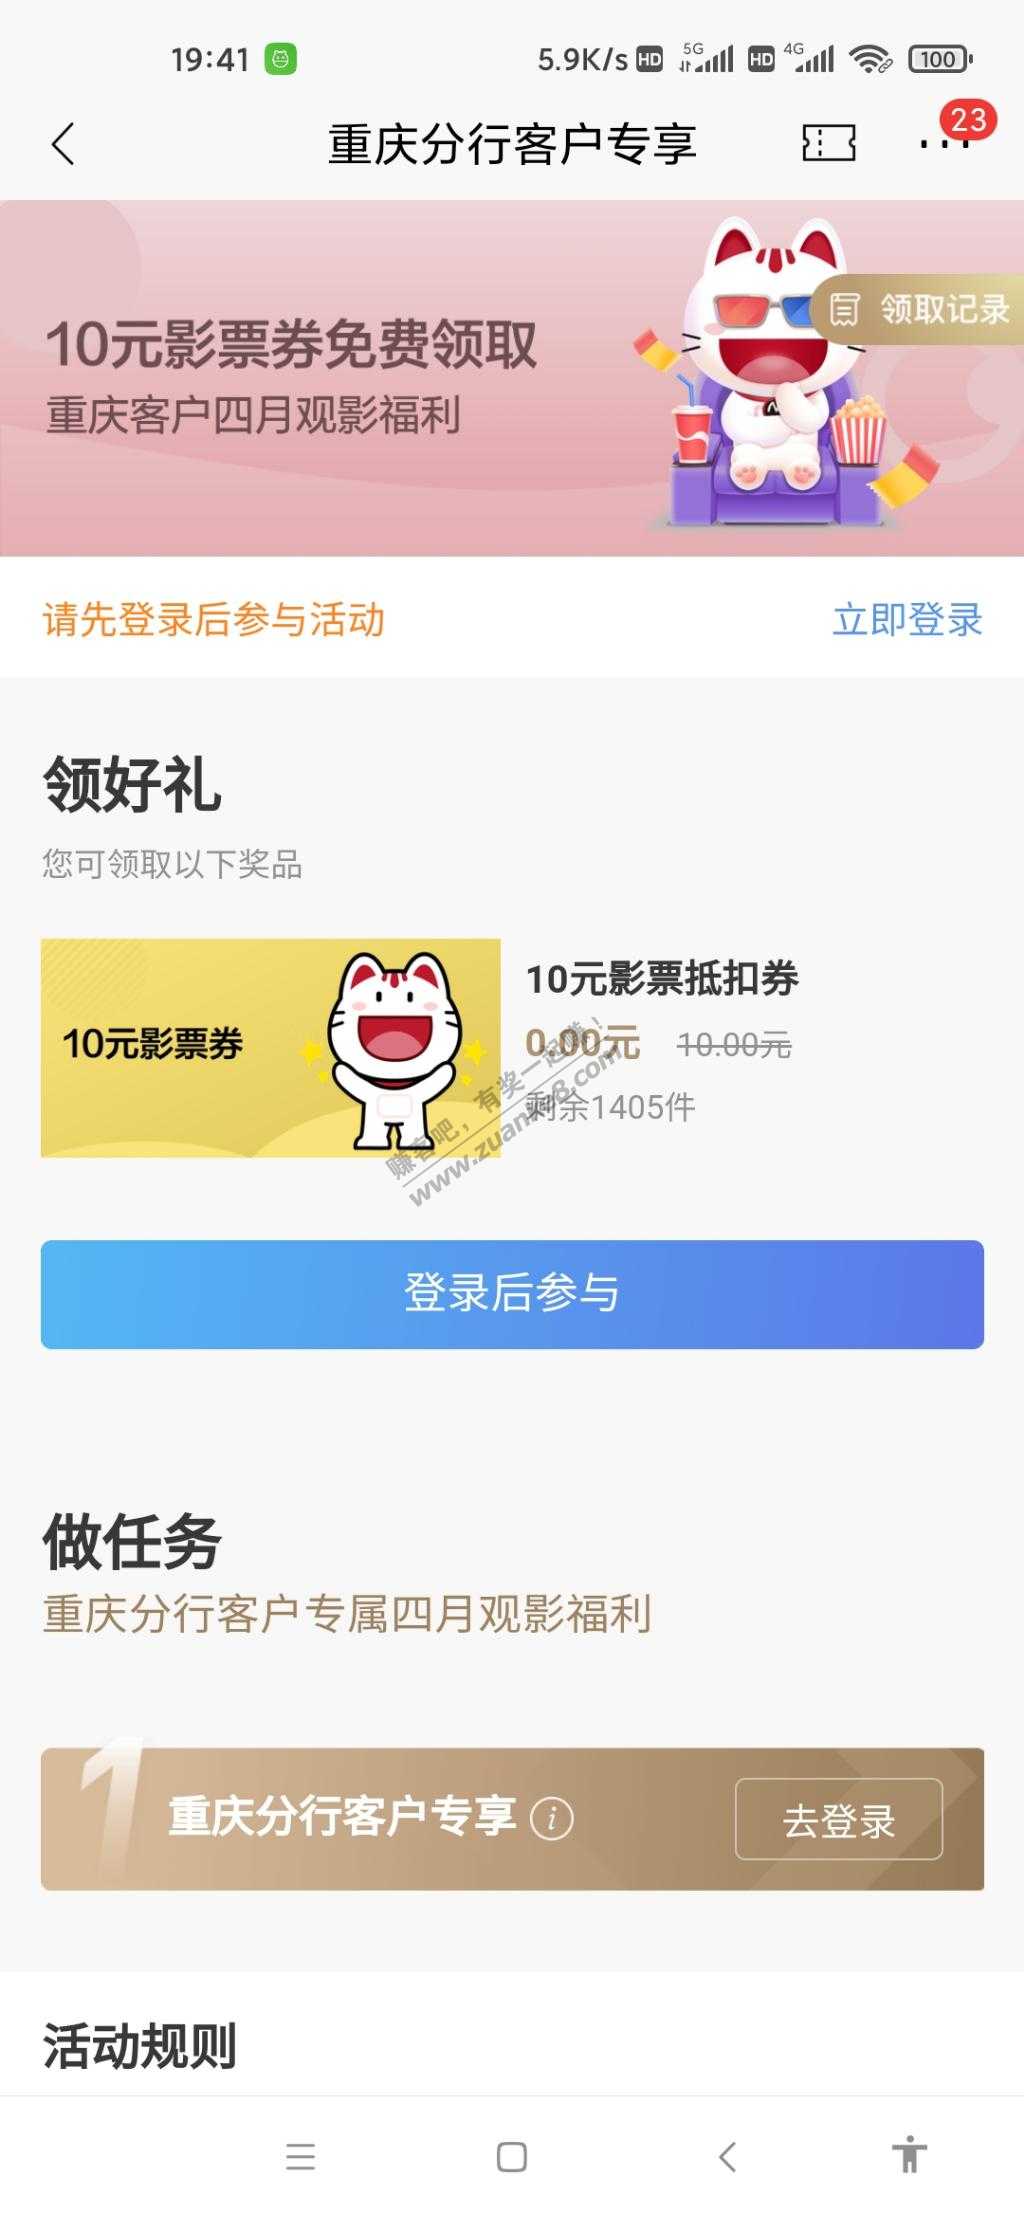 19:41
5.9K/s HD 5G HD 4G 100
重庆分行客户专享
23
10元影票券免费领取
重庆客户四月观影福利
领取记录
请先登录后参与活动 立即登录
领好礼
您可领取以下奖品
10元影票券
10元影票抵扣券
0.00元 10.00元
剩余1405件
赚客吧，有奖一起赚！
www.zuanke8.com
登录后参与
做任务
重庆分行客户专属四月观影福利
1 重庆分行客户专享 i 去登录
活动规则